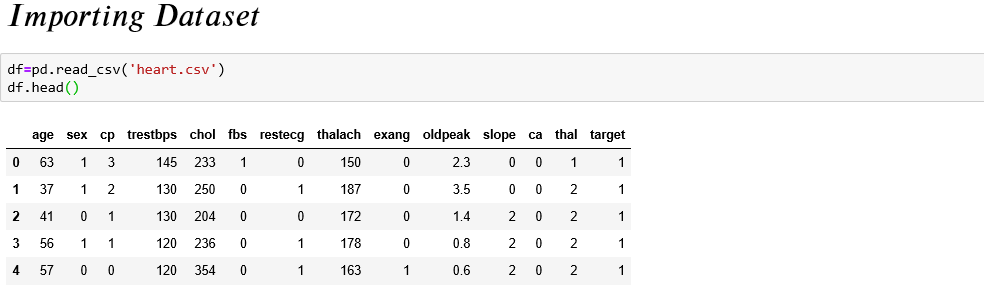 Importing Dataset
df=pd.read_csv('heart.csv')
df.head()
age sex cp trestbps chol fbs restecg thalach exang oldpeak slope ca thal target
0 63 1 3 145 233 1 0 150 0 2.3 0 0 1 1
1 37 1 2 130 250 0 1 187 0 3.5 0 0 2 1
2 41 0 1 130 204 0 0 172 0 1.4 2 0 2 1
3 56 1 1 120 236 0 1 178 0 0.8 2 0 2 1
4 57 0 0 120 354 0 1 163 1 0.6 2 0 2 1